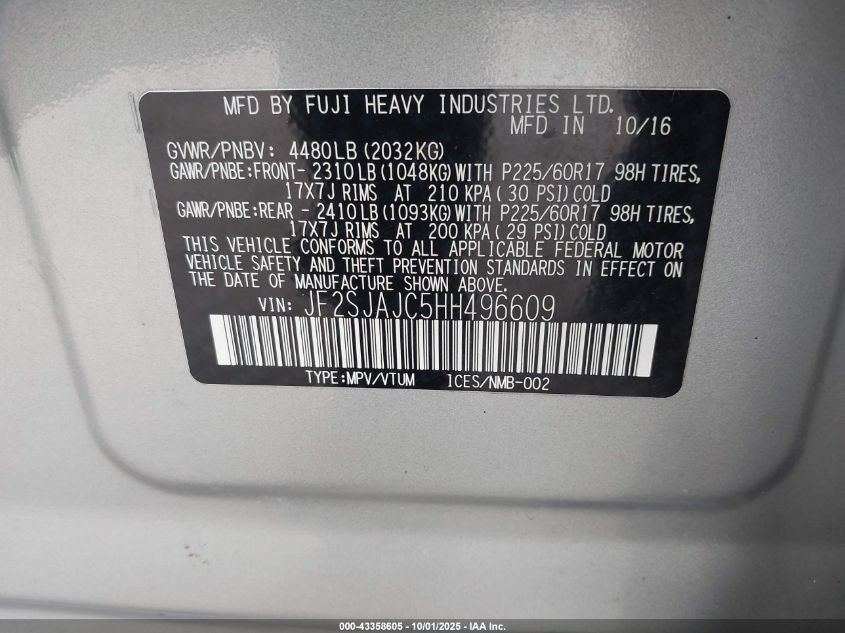 MFD BY FUJI HEAVY INDUSTRIES LTD.
MFD IN 10/16
GVWR/PNBV: 4480LB(2032KG)
GAWR/PNBE:FRONT- 2310LB(1048KG)WITH P225/60R17 98H TIRES,
17X7J RIMS AT 210 KPA(30 PSI)COLD
GAWR/PNBE:REAR - 2410LB(1093KG)WITH P225/60R17 98H TIRES,
17X7J RIMS AT 200 KPA(29 PSI)COLD
THIS VEHICLE CONFORMS TO ALL APPLICABLE FEDERAL MOTOR
VEHICLE SAFETY AND THEFT PREVENTION STANDARDS IN EFFECT ON
THE DATE OF MANUFACTURE SHOWN ABOVE.
VIN: JF2SJAJC5HH496609
TYPE:MPV/VTUM ICES/NMB-002
000-43358605 - 10/01/2025 - IAA Inc.